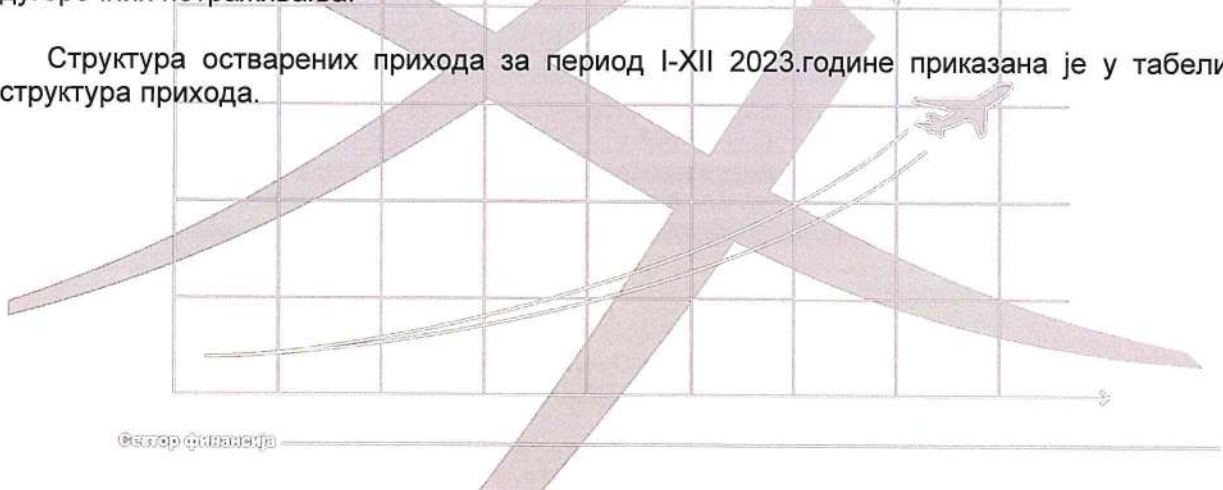 Структура остварених прихода за период I-XII 2023.године приказана је у табели
структура прихода.
Сектор финансија